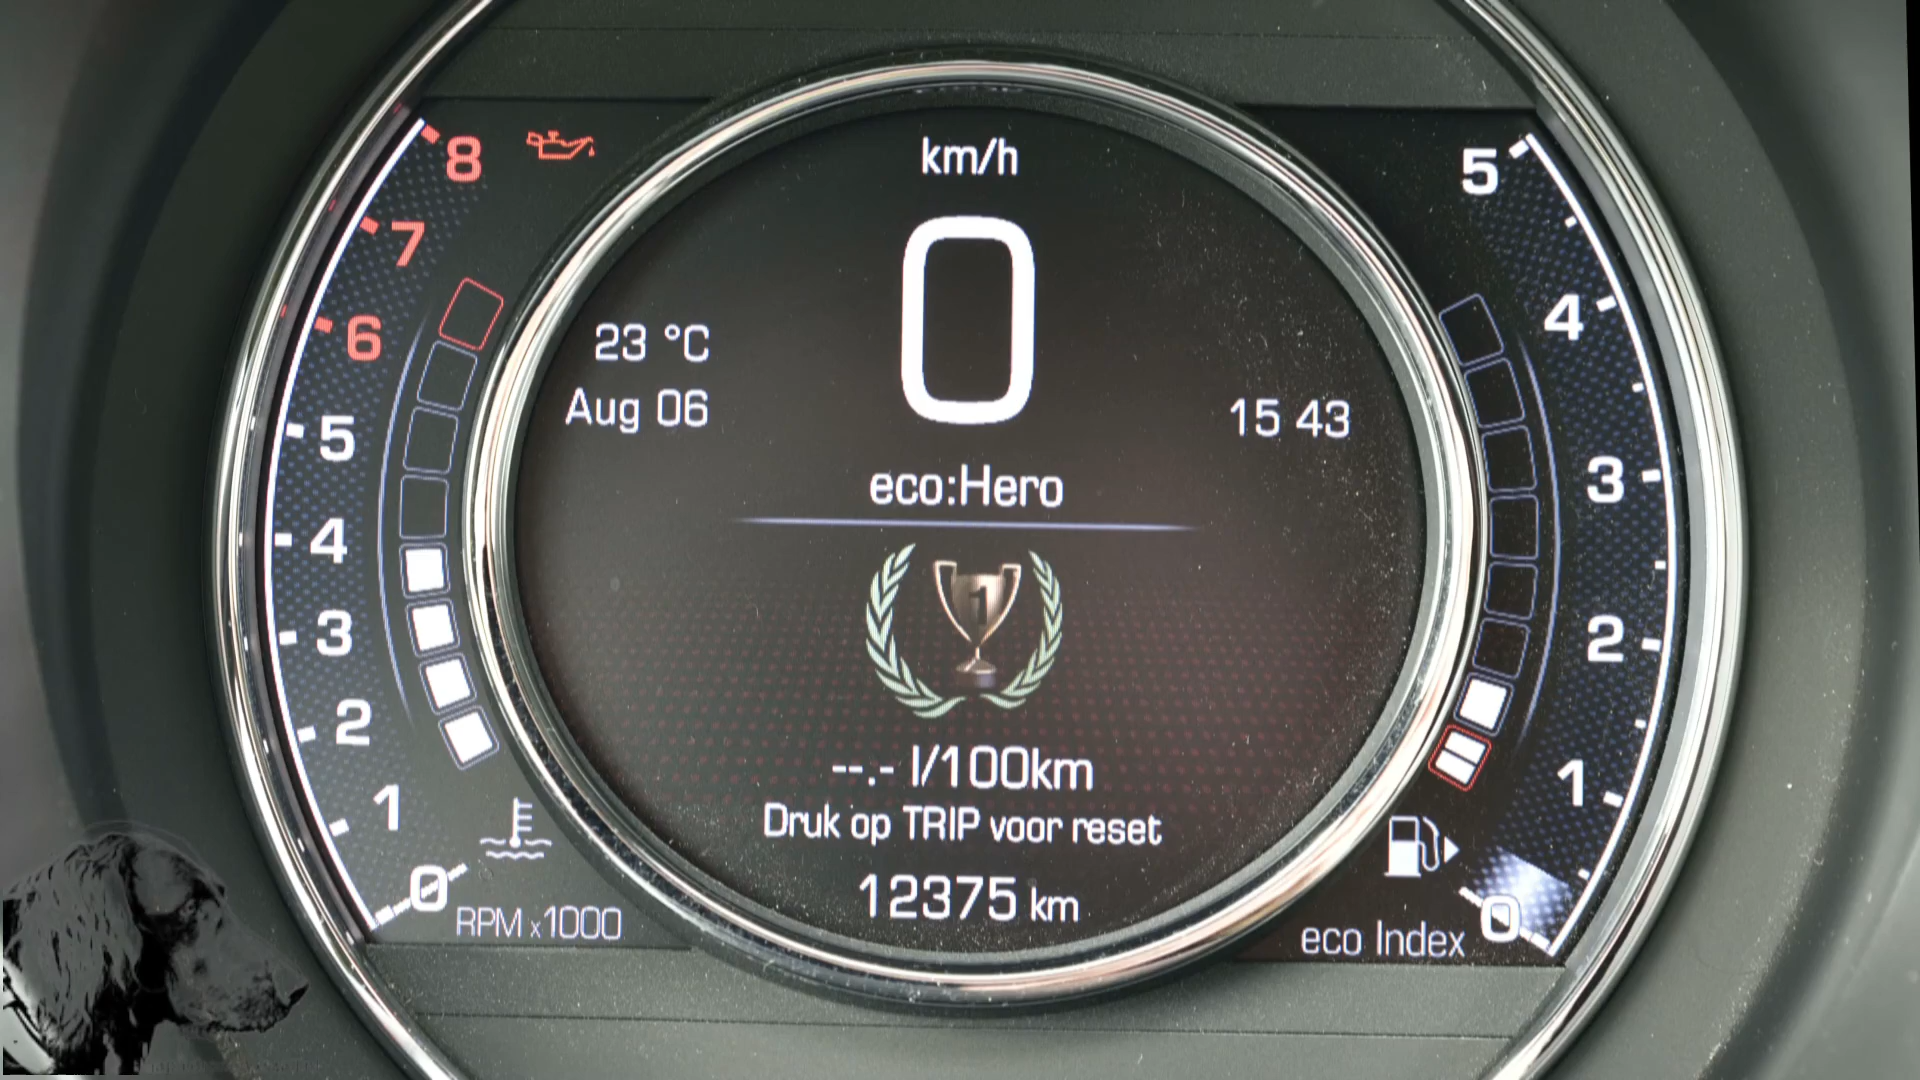 km/h
0
23 °C
Aug 06
15 43
eco:Hero
1
--.- l/100km
Druk op TRIP voor reset
12375 km
8
7
6
5
4
3
2
1
0
RPM x1000
5
4
3
2
1
0
eco Index